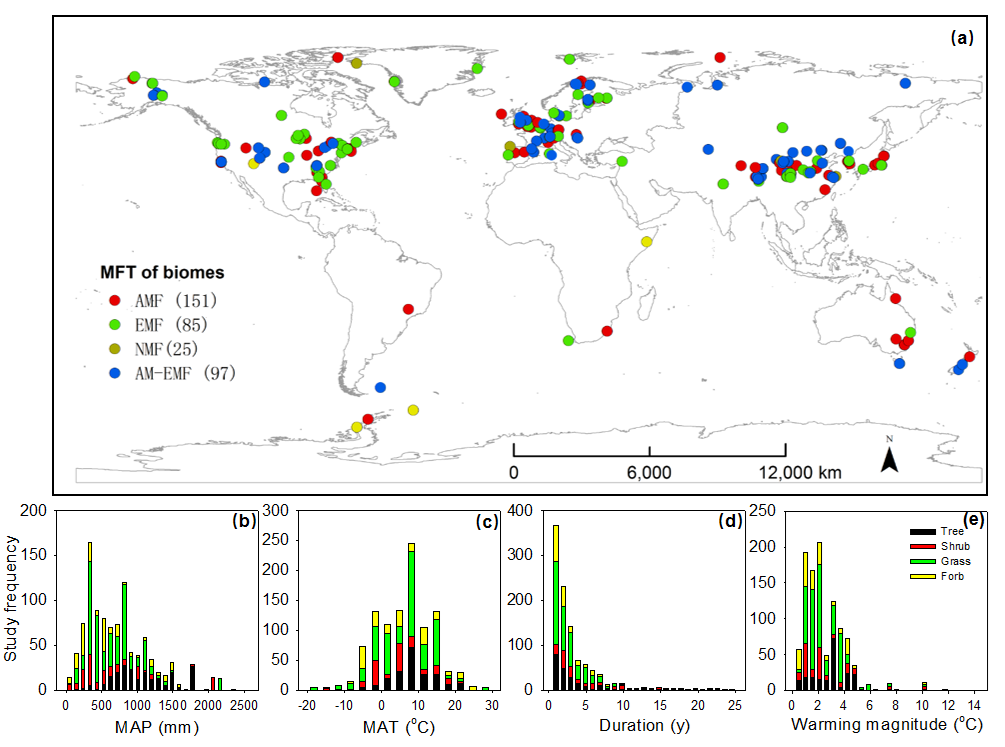 (a)
MFT of biomes
AMF (151)
EMF (85)
NMF(25)
AM-EMF (97)
0 6,000 12,000 km
N
(b)
200
150
100
50
0
Study frequency
0 500 1000 1500 2000 2500
MAP (mm)
(c)
300
250
200
150
100
50
0
-20 -10 0 10 20 30
MAT (°C)
(d)
400
300
200
100
0
0 5 10 15 20 25
Duration (y)
(e)
250
200
150
100
50
0
Tree
Shrub
Grass
Forb
0 2 4 6 8 10 12 14
Warming magnitude (°C)